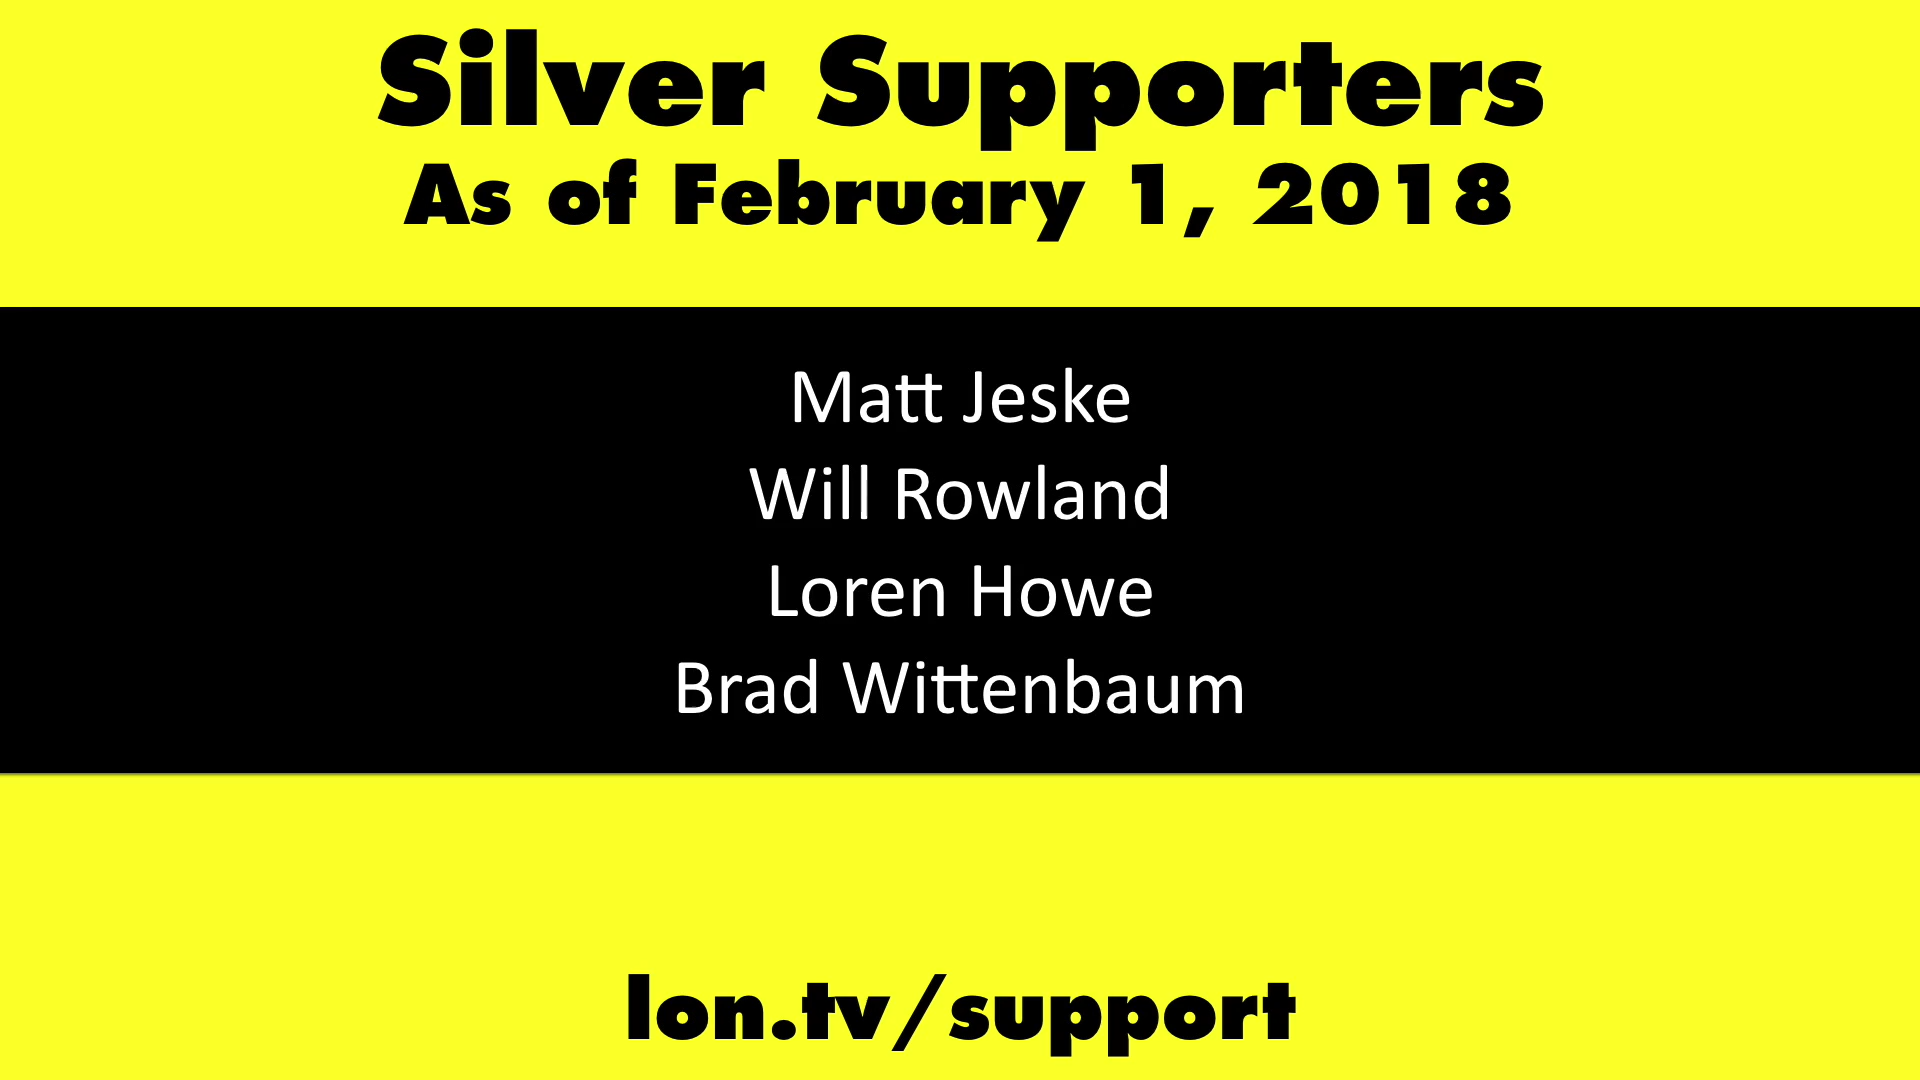 Silver Supporters
As of February 1, 2018
Matt Jeske
Will Rowland
Loren Howe
Brad Wittenbaum
lon.tv/support